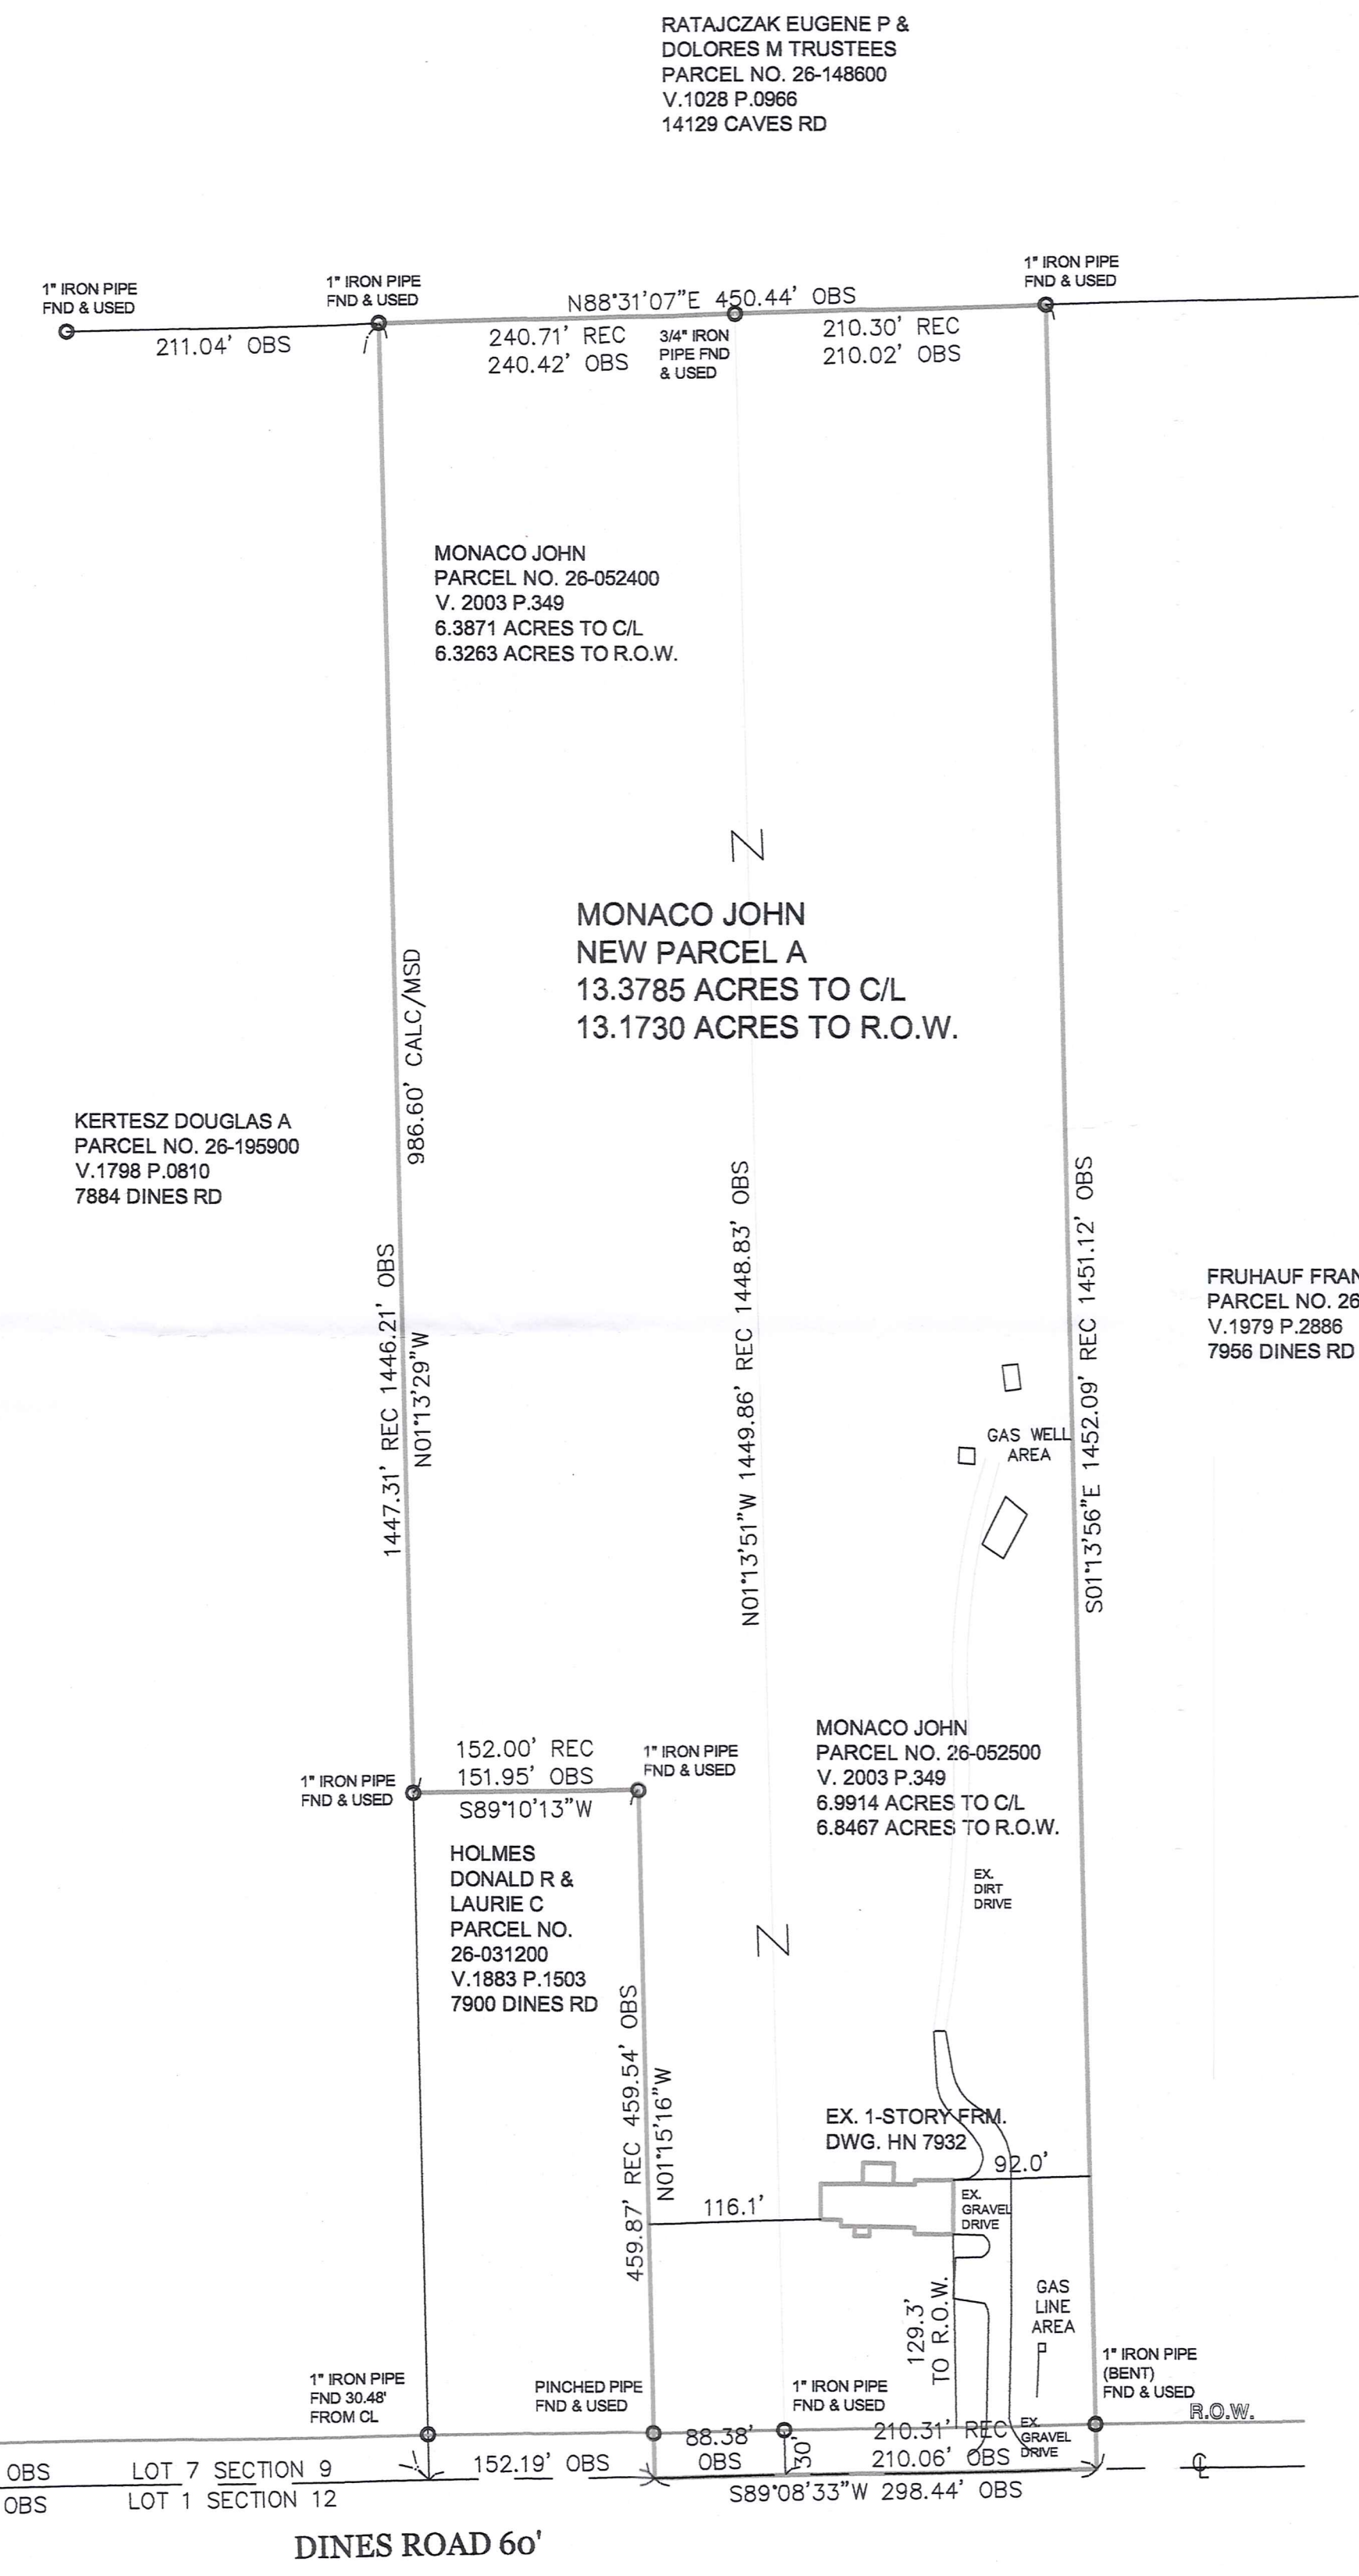 RATAJCZAK EUGENE P &
DOLORES M TRUSTEES
PARCEL NO. 26-148600
V.1028 P.0966
14129 CAVES RD
1" IRON PIPE
FND & USED
1" IRON PIPE
FND & USED
1" IRON PIPE
FND & USED
N88°31'07"E 450.44' OBS
211.04' OBS
240.71' REC
240.42' OBS
3/4" IRON
PIPE FND
& USED
210.30' REC
210.02' OBS
MONACO JOHN
PARCEL NO. 26-052400
V. 2003 P.349
6.3871 ACRES TO C/L
6.3263 ACRES TO R.O.W.
Z
MONACO JOHN
NEW PARCEL A
13.3785 ACRES TO C/L
13.1730 ACRES TO R.O.W.
986.60' CALC/MSD
KERTESZ DOUGLAS A
PARCEL NO. 26-195900
V.1798 P.0810
7884 DINES RD
1447.31' REC 1446.21' OBS
N01°13'29"W
N01°13'51"W 1449.86' REC 1448.83' OBS
S01°13'56"E 1452.09' REC 1451.12' OBS
FRUHAUF FRAN
PARCEL NO. 26
V.1979 P.2886
7956 DINES RD
GAS WELL
AREA
MONACO JOHN
PARCEL NO. 26-052500
V. 2003 P.349
6.9914 ACRES TO C/L
6.8467 ACRES TO R.O.W.
152.00' REC
151.95' OBS
S89°10'13"W
1" IRON PIPE
FND & USED
1" IRON PIPE
FND & USED
HOLMES
DONALD R &
LAURIE C
PARCEL NO.
26-031200
V.1883 P.1503
7900 DINES RD
EX.
DIRT
DRIVE
Z
459.87' REC 459.54' OBS
N01°15'16"W
EX. 1-STORY FRM.
DWG. HN 7932
92.0'
116.1'
EX.
GRAVEL
DRIVE
129.3'
TO R.O.W.
GAS
LINE
AREA
1" IRON PIPE
FND 30.48'
FROM CL
PINCHED PIPE
FND & USED
1" IRON PIPE
FND & USED
1" IRON PIPE
(BENT)
FND & USED
R.O.W.
88.38'
OBS
30'
210.31' REC
210.06' OBS
EX.
GRAVEL
DRIVE
152.19' OBS
S89°08'33"W 298.44' OBS
OBS
OBS
LOT 7 SECTION 9
LOT 1 SECTION 12
℄
DINES ROAD 60'